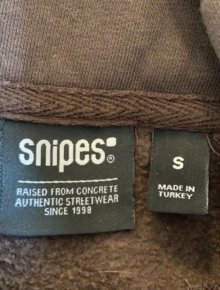 snipes®
RAISED FROM CONCRETE
AUTHENTIC STREETWEAR
SINCE 1998
S
MADE IN
TURKEY